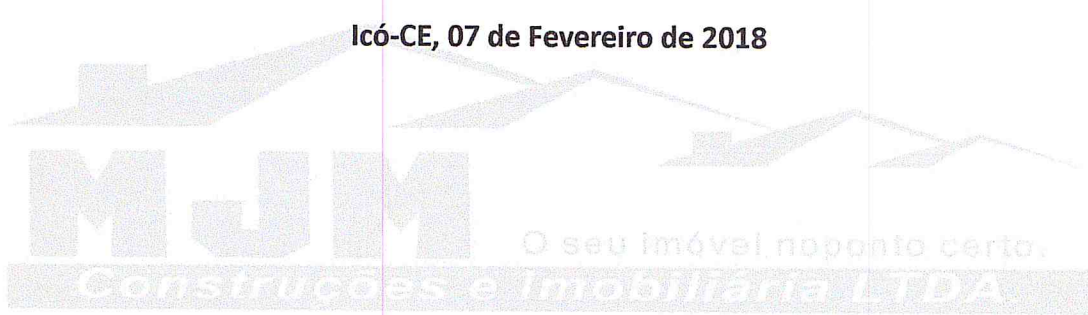 Icó-CE, 07 de Fevereiro de 2018
MJM
O seu imóvel noponto certo.
Construções e Imobiliária LTDA